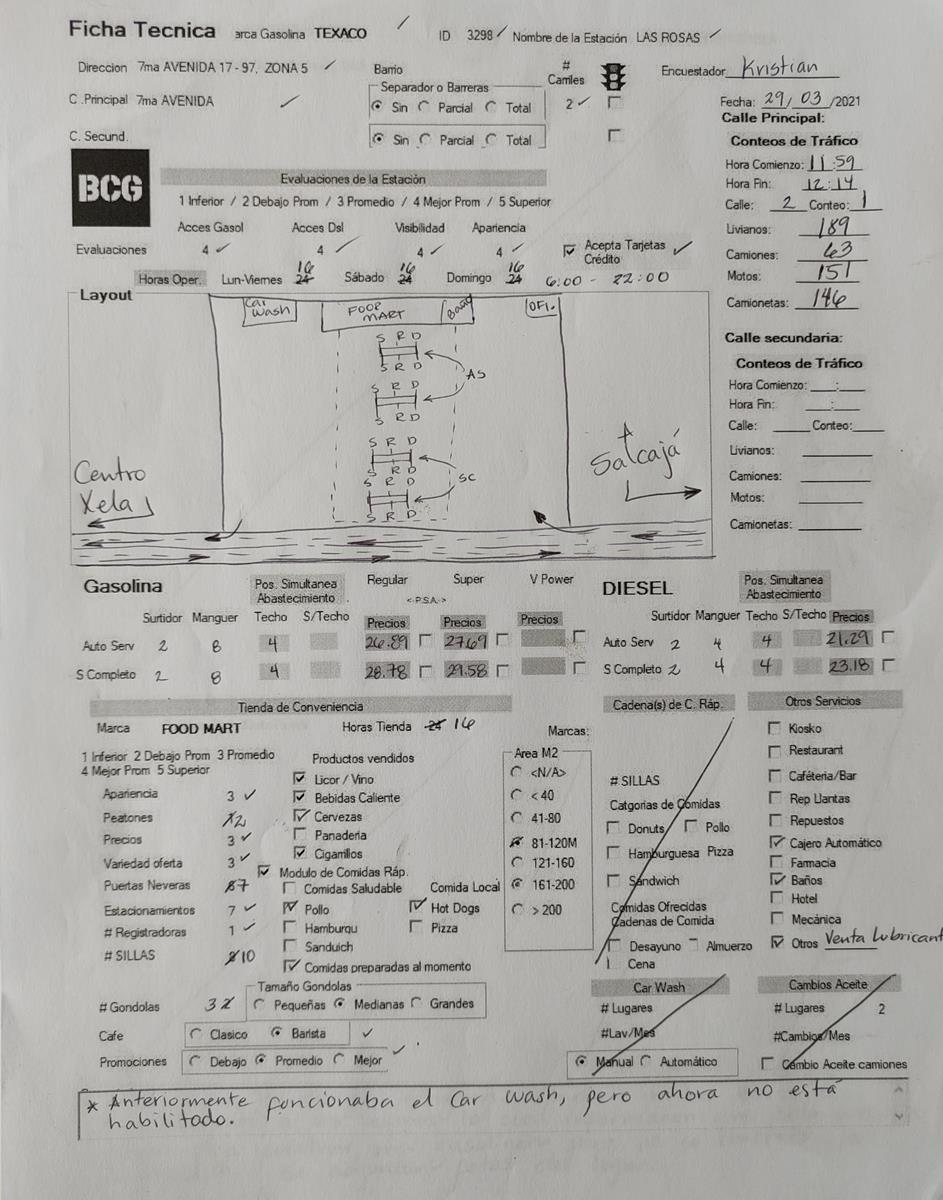 Ficha Tecnica arca Gasolina TEXACO ID 3298 Nombre de la Estación LAS ROSAS
Direccion 7ma AVENIDA 17 - 97, ZONA 5 Barrio # Carriles Encuestador Kristian
Separador o Barreras
C .Principal 7ma AVENIDA Sin Parcial Total 2 Fecha: 29/ 03 /2021
Calle Principal:
C. Secund. Sin Parcial Total
Conteos de Tráfico
BCG
Hora Comienzo: 11:59
Evaluaciones de la Estación Hora Fin: 12:14
1 Inferior / 2 Debajo Prom / 3 Promedio / 4 Mejor Prom / 5 Superior Calle: 2 Conteo: 1
Acces Gasol Acces Dsl Visibilidad Apariencia Livianos: 189
Evaluaciones 4 4 4 4 Acepta Tarjetas Crédito Camiones: 63
Motos: 151
Horas Oper. Lun-Viernes 16 24 Sábado 16 24 Domingo 16 24 6:00 - 22:00
Camionetas: 146
Layout
Car Wash FOOD MART Baño OFI.
Calle secundaria:
S R D
Conteos de Tráfico
S R D
AS
Hora Comienzo: __:__
S R D
Hora Fin: __:__
S R D
Calle: Conteo:
S R D
Livianos:
S R D
SC
Salcajá
Camiones:
Centro Xela
S R D
Motos:
S R D
Camionetas:
Gasolina Pos. Simultanea Abastecimiento Regular Super V Power DIESEL Pos. Simultanea Abastecimiento
<-P.S.A.->
Surtidor Manguer Techo S/Techo Precios Precios Precios Surtidor Manguer Techo S/Techo Precios
Auto Serv 2 8 4 26.89 27.69 Auto Serv 2 4 4 21.29
S Completo 2 8 4 28.78 29.58 S Completo 2 4 4 23.18
Tienda de Conveniencia Cadena(s) de C. Ráp. Otros Servicios
Marca FOOD MART Horas Tienda 24 16 Marcas:
Kiosko
1 Inferior 2 Debajo Prom 3 Promedio
4 Mejor Prom 5 Superior
Productos vendidos
Area M2
Restaurant
Licor / Vino <N/A> # SILLAS Caféteria/Bar
Apariencia 3 Bebidas Caliente < 40 Catgorias de Comidas Rep Llantas
Peatones 2 Cervezas 41-80 Donuts Pollo Repuestos
Precios 3 Panaderia 81-120M Hamburguesa Pizza Cajero Automático
Variedad oferta 3 Cigarrillos 121-160 Farmacia
Modulo de Comidas Ráp. Sándwich Baños
Puertas Neveras 7 Comidas Saludable Comida Local 161-200 Hotel
Estacionamientos 7 Pollo Hot Dogs > 200 Comidas Ofrecidas Cadenas de Comida Mecánica
# Registradoras 1 Hamburqu Pizza
# SILLAS 10 Sanduich Desayuno Almuerzo Otros Venta Lubricant
Comidas preparadas al momento Cena
Tamaño Gondolas Car Wash Cambios Aceite
# Gondolas 3 2 Pequeñas Medianas Grandes # Lugares # Lugares 2
Cafe Clasico Barista #Lav/Mes #Cambios/Mes
Promociones Debajo Promedio Mejor Manual Automático Cambio Aceite camiones
* Anteriormente funcionaba el Car wash, pero ahora no está
habilitado.